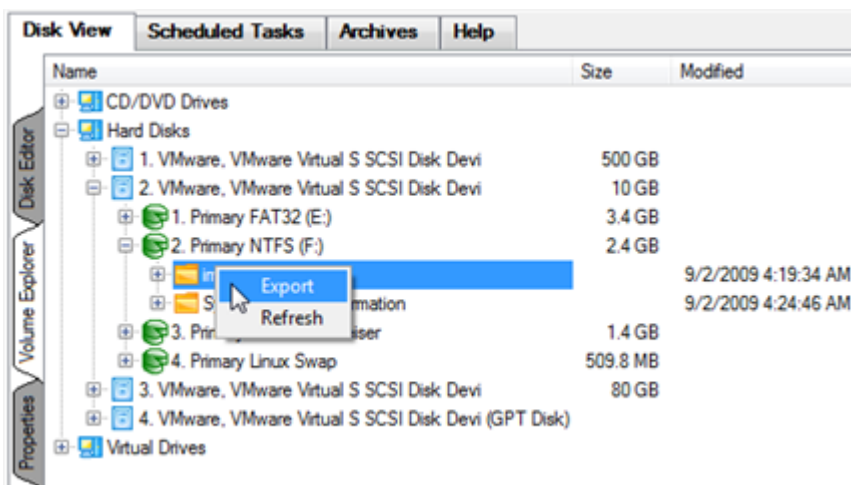 Disk View Scheduled Tasks Archives Help
Name Size Modified
CD/DVD Drives
Hard Disks
1. VMware, VMware Virtual S SCSI Disk Devi 500 GB
2. VMware, VMware Virtual S SCSI Disk Devi 10 GB
1. Primary FAT32 (E:) 3.4 GB
2. Primary NTFS (F:) 2.4 GB
9/2/2009 4:19:34 AM
Export
9/2/2009 4:24:46 AM
Refresh
3. 1.4 GB
4. Primary Linux Swap 509.8 MB
3. VMware, VMware Virtual S SCSI Disk Devi 80 GB
4. VMware, VMware Virtual S SCSI Disk Devi (GPT Disk)
Virtual Drives
Disk Editor
Volume Explorer
Properties